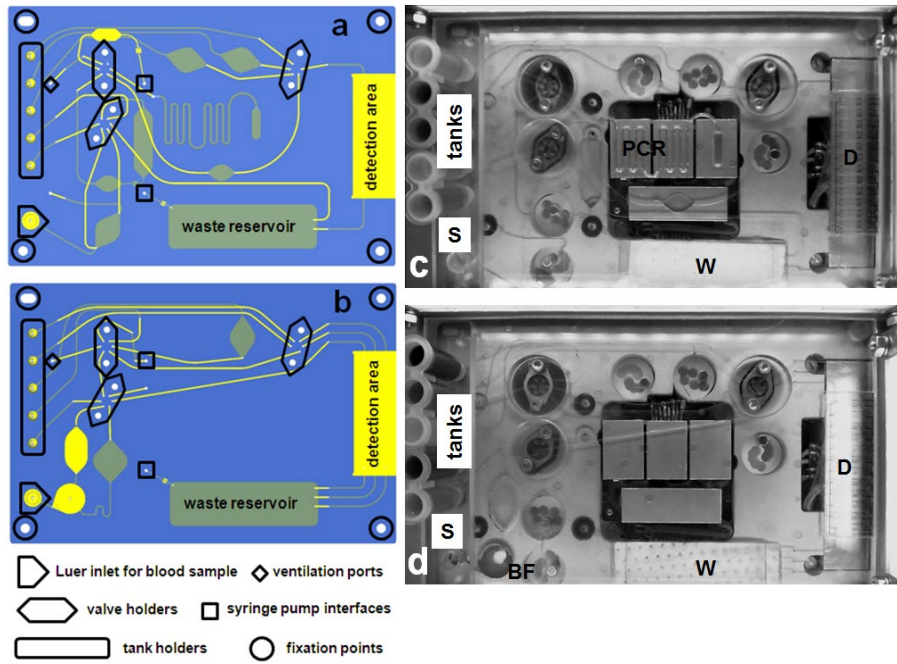 a
detection area
waste reservoir
b
detection area
waste reservoir
Luer inlet for blood sample
ventilation ports
valve holders
syringe pump interfaces
tank holders
fixation points
tanks
PCR
D
S
W
c
tanks
D
S
BF
W
d